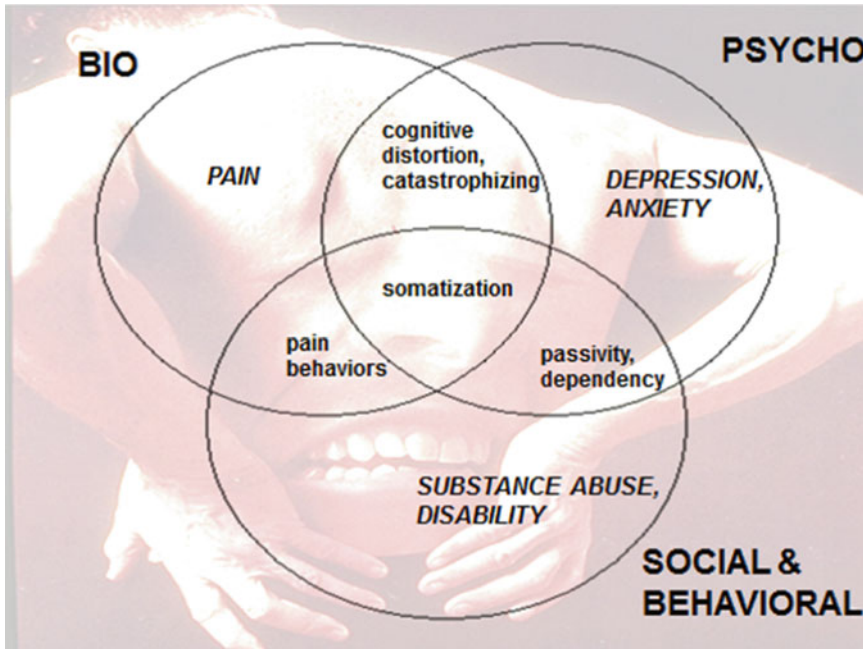 BIO
PSYCHO
cognitive
distortion,
catastrophizing
PAIN
DEPRESSION,
ANXIETY
somatization
pain
behaviors
passivity,
dependency
SUBSTANCE ABUSE,
DISABILITY
SOCIAL &
BEHAVIORAL